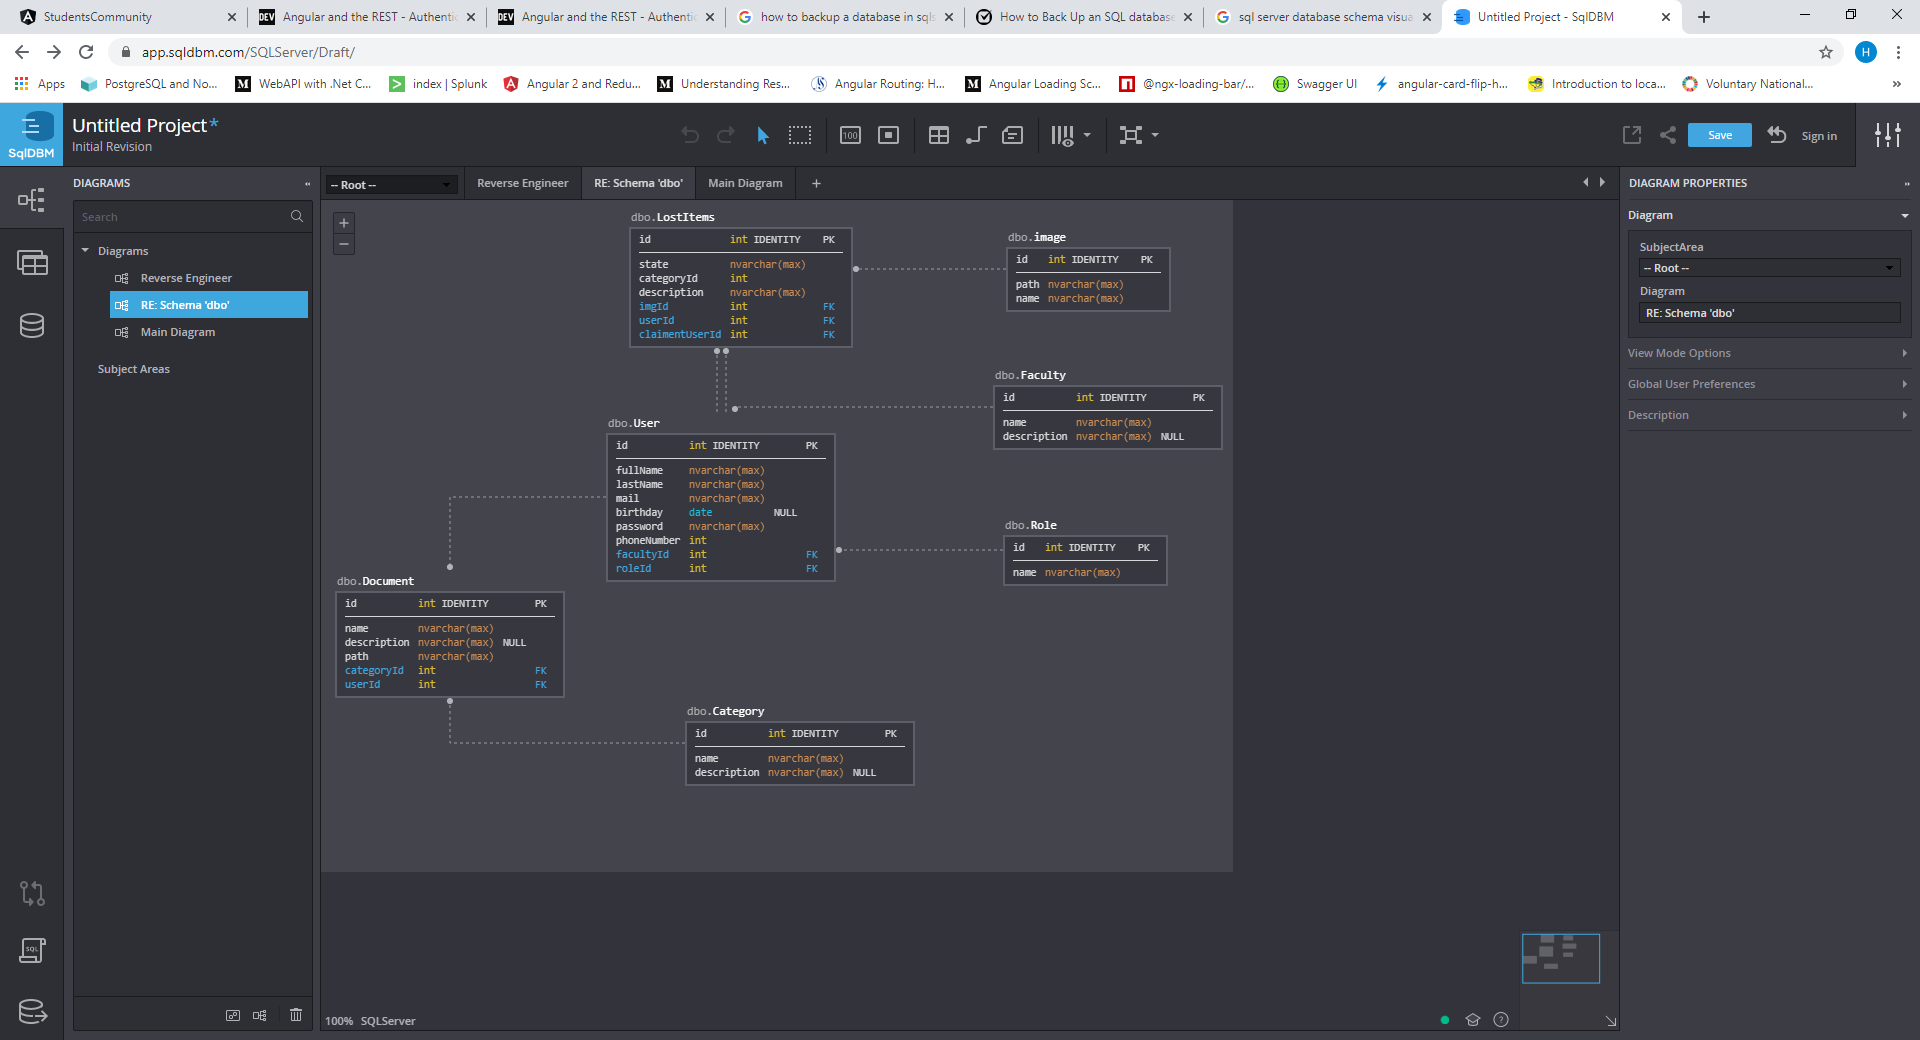 StudentsCommunity
DEV Angular and the REST - Authentic
DEV Angular and the REST - Authentic
how to backup a database in sqls
How to Back Up an SQL database
sql server database schema visua
Untitled Project - SqlDBM
app.sqldbm.com/SQLServer/Draft/
H
Apps
PostgreSQL and No...
M WebAPI with .Net C...
index | Splunk
Angular 2 and Redu...
M Understanding Res...
Angular Routing: H...
M Angular Loading Sc...
@ngx-loading-bar/...
Swagger UI
angular-card-flip-h...
Introduction to loca...
Voluntary National...
»
SqlDBM
Untitled Project*
Initial Revision
100
Save
Sign in
DIAGRAMS
Search
Diagrams
Reverse Engineer
RE: Schema 'dbo'
Main Diagram
Subject Areas
-- Root --
Reverse Engineer
RE: Schema 'dbo'
Main Diagram
+
+
−
dbo.LostItems
id int IDENTITY PK
state nvarchar(max)
categoryId int
description nvarchar(max)
imgId int FK
userId int FK
claimentUserId int FK
dbo.image
id int IDENTITY PK
path nvarchar(max)
name nvarchar(max)
dbo.Faculty
id int IDENTITY PK
name nvarchar(max)
description nvarchar(max) NULL
dbo.User
id int IDENTITY PK
fullName nvarchar(max)
lastName nvarchar(max)
mail nvarchar(max)
birthday date NULL
password nvarchar(max)
phoneNumber int
facultyId int FK
roleId int FK
dbo.Role
id int IDENTITY PK
name nvarchar(max)
dbo.Document
id int IDENTITY PK
name nvarchar(max)
description nvarchar(max) NULL
path nvarchar(max)
categoryId int FK
userId int FK
dbo.Category
id int IDENTITY PK
name nvarchar(max)
description nvarchar(max) NULL
DIAGRAM PROPERTIES
Diagram
SubjectArea
-- Root --
Diagram
RE: Schema 'dbo'
View Mode Options
Global User Preferences
Description
SQL
100% SQLServer
?